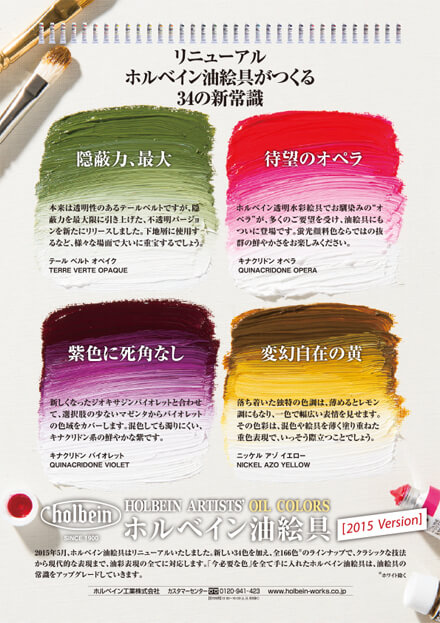 リニューアル
ホルベイン油絵具がつくる
34の新常識
隠蔽力、最大
本来は透明性のあるテールベルトですが、隠
蔽力を最大限に引き上げた、不透明バージョ
ンを新たにリリースしました。下地層に使用す
るなど、様々な場面で大いに重宝するでしょう。
テール ベルト オペイク
TERRE VERTE OPAQUE
待望のオペラ
ホルベイン透明水彩絵具でお馴染みの“オ
ペラ”が、多くのご要望を受け、油絵具にも
ついに登場です。蛍光顔料色ならではの抜
群の鮮やかさをお楽しみください。
キナクリドン オペラ
QUINACRIDONE OPERA
紫色に死角なし
新しくなったジオキサジンバイオレットと合わせ
て、選択肢の少ないマゼンタからバイオレット
の色域をカバーします。混色しても濁りにくい、
キナクリドン系の鮮やかな紫です。
キナクリドン バイオレット
QUINACRIDONE VIOLET
変幻自在の黄
落ち着いた独特の色調は、薄めるとレモン
調にもなり、一色で幅広い表情を見せます。
その色彩は、混色や絵具を薄く塗り重ねた
重色表現で、いっそう際立つことでしょう。
ニッケル アゾ イエロー
NICKEL AZO YELLOW
holbein
SINCE 1900
HOLBEIN ARTISTS' OIL COLORS
ホルベイン油絵具
[2015 Version]
2015年5月、ホルベイン油絵具はリニューアルいたしました。新しい34色を加え、全166色※のラインナップで、クラシックな技法
から現代的な表現まで、油彩表現の全てに対応します。「今必要な色」を全て手に入れたホルベイン油絵具は、油絵具の
常識をアップグレードしていきます。
※ホワイト除く
ホルベイン工業株式会社 カスタマーセンター 0120-941-423 www.holbein-works.co.jp